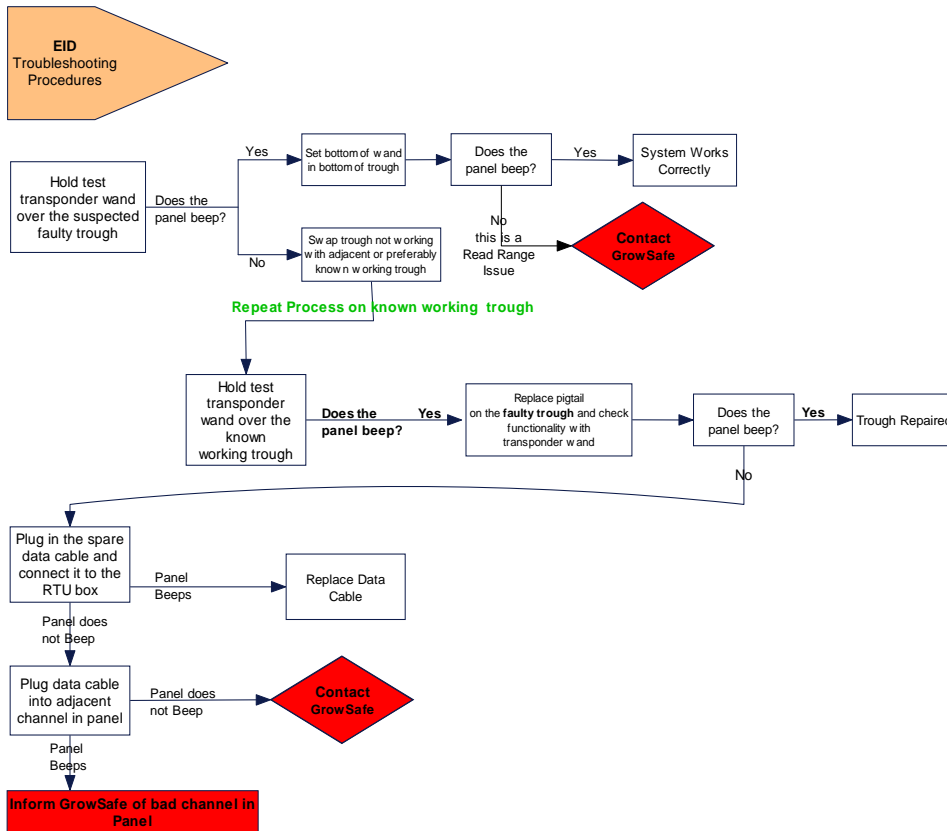 EID
Troubleshooting
Procedures
Hold test
transponder wand
over the suspected
faulty trough
Does the
panel beep?
Yes
Set bottom of wand
in bottom of trough
Does the
panel beep?
Yes
System Works
Correctly
No
this is a
Read Range
Issue
Contact
GrowSafe
No
Swap trough not working
with adjacent or preferably
known working trough
Repeat Process on known working trough
Hold test
transponder
wand over the
known
working trough
Does the
panel beep?
Yes
Replace pigtail
on the faulty trough and check
functionality with
transponder wand
Does the
panel beep?
Yes
Trough Repaired
No
Plug in the spare
data cable and
connect it to the
RTU box
Panel
Beeps
Replace Data
Cable
Panel does
not Beep
Plug data cable
into adjacent
channel in panel
Panel does
not Beep
Contact
GrowSafe
Panel
Beeps
Inform GrowSafe of bad channel in
Panel